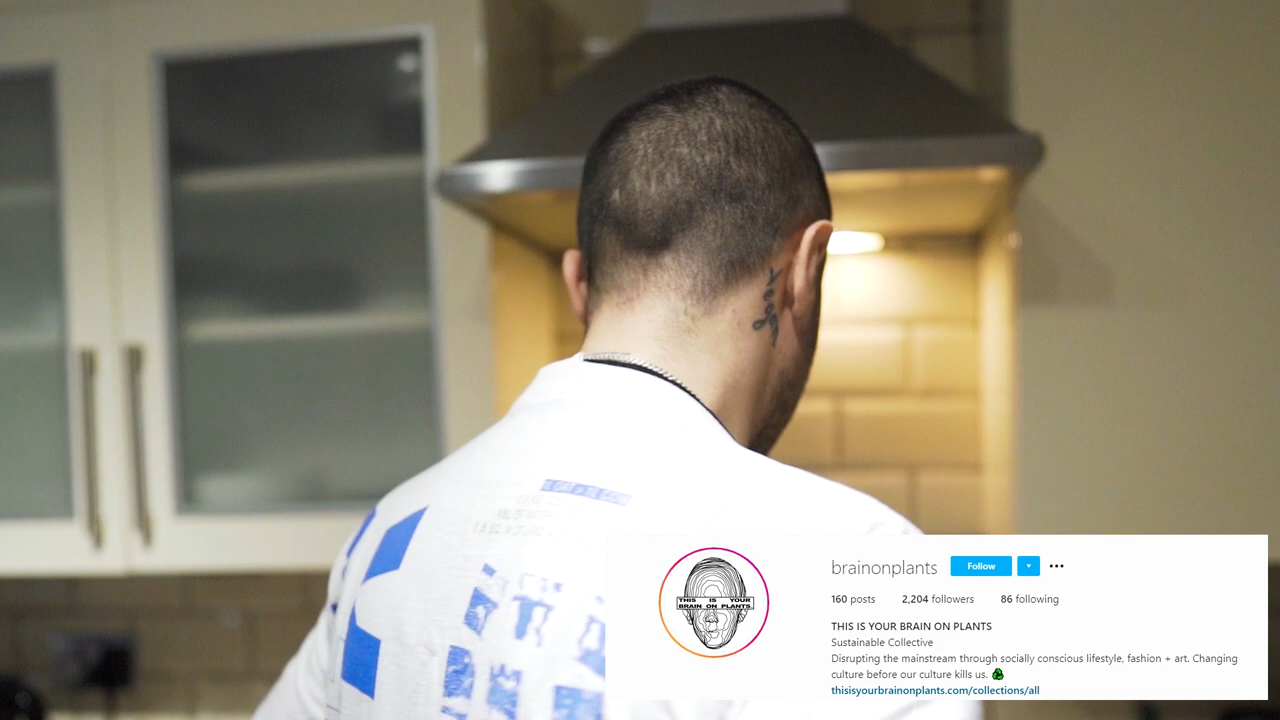 brainonplants Follow
160 posts 2,204 followers 86 following
THIS IS YOUR
BRAIN ON PLANTS
THIS IS YOUR BRAIN ON PLANTS
Sustainable Collective
Disrupting the mainstream through socially conscious lifestyle, fashion + art. Changing
culture before our culture kills us.
thisisyourbrainonplants.com/collections/all